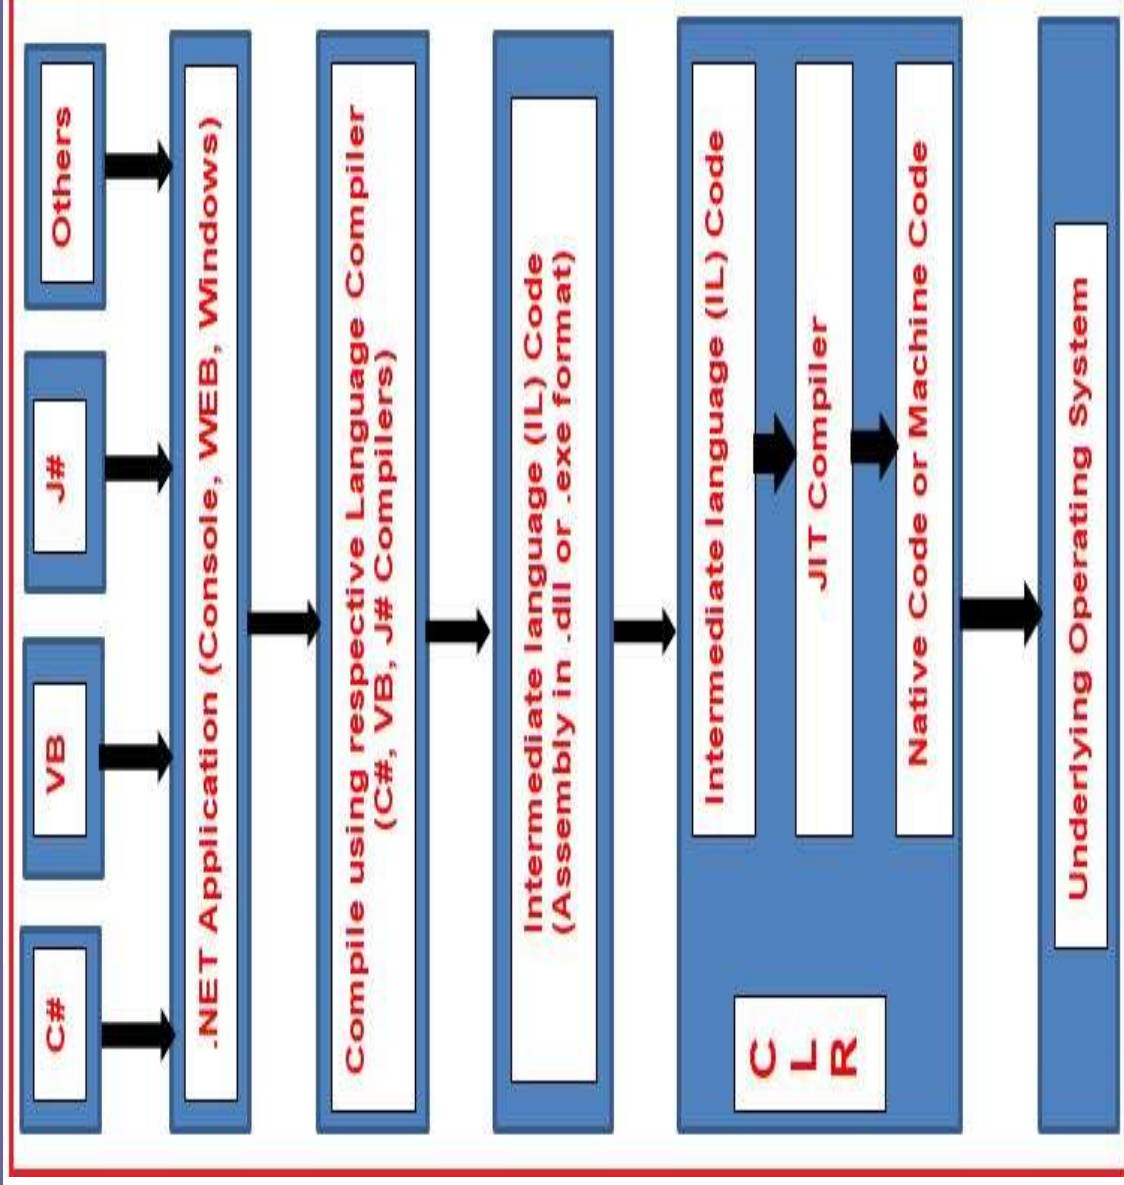 C#
VB
J#
Others
.NET Application (Console, WEB, Windows)
Compile using respective Language Compiler
(C#, VB, J# Compilers)
Intermediate language (IL) Code
(Assembly in .dll or .exe format)
C
L
R
Intermediate language (IL) Code
JIT Compiler
Native Code or Machine Code
Underlying Operating System